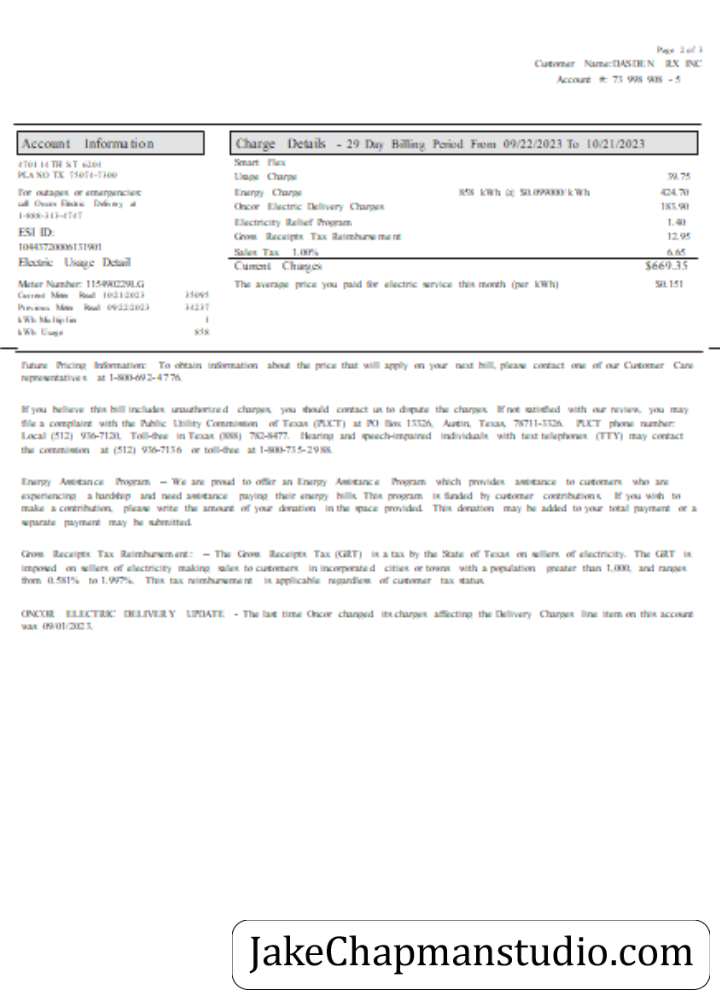 Page 2 of 3
Customer Name:DASDEN RX INC
Account #: 73 998 908 - 5
Account Information
Charge Details - 29 Day Billing Period From 09/22/2023 To 10/21/2023
4701 14TH ST 6201
PLANO TX 75074-7300
For outages or emergencies:
call Oncor Electric Delivery at
1-888-313-4747
ESI ID:
10443720006131901
Electric Usage Detail
Meter Number: 115490229LG
Current Meter Read 10/21/2023 35095
Previous Meter Read 09/22/2023 34237
kWh Multiplier 1
kWh Usage 858
Smart Flex
Usage Charge 39.75
Energy Charge 858 kWh @ $0.099000/kWh 424.70
Oncor Electric Delivery Charges 183.90
Electricity Relief Program 1.40
Gross Receipts Tax Reimbursement 12.95
Sales Tax 1.00% 6.65
Current Charges $669.35
The average price you paid for electric service this month (per kWh) $0.151
Future Pricing Information: To obtain information about the price that will apply on your next bill, please contact one of our Customer Care
representatives at 1-800-692-4776.
If you believe this bill includes unauthorized charges, you should contact us to dispute the charges. If not satisfied with our review, you may
file a complaint with the Public Utility Commission of Texas (PUCT) at PO Box 13326, Austin, Texas, 78711-3326. PUCT phone number:
Local (512) 936-7120, Toll-free in Texas (888) 782-8477. Hearing and speech-impaired individuals with text telephones (TTY) may contact
the commission at (512) 936-7136 or toll-free at 1-800-735-2988.
Energy Assistance Program – We are proud to offer an Energy Assistance Program which provides assistance to customers who are
experiencing a hardship and need assistance paying their energy bills. This program is funded by customer contributions. If you wish to
make a contribution, please write the amount of your donation in the space provided. This donation may be added to your total payment or a
separate payment may be submitted.
Gross Receipts Tax Reimbursement: – The Gross Receipts Tax (GRT) is a tax by the State of Texas on sellers of electricity. The GRT is
imposed on sellers of electricity making sales to customers in incorporated cities or towns with a population greater than 1,000, and ranges
from 0.581% to 1.997%. This tax reimbursement is applicable regardless of customer tax status.
ONCOR ELECTRIC DELIVERY UPDATE - The last time Oncor changed its charges affecting the Delivery Charges line item on this account
was 09/01/2023.
JakeChapmanstudio.com